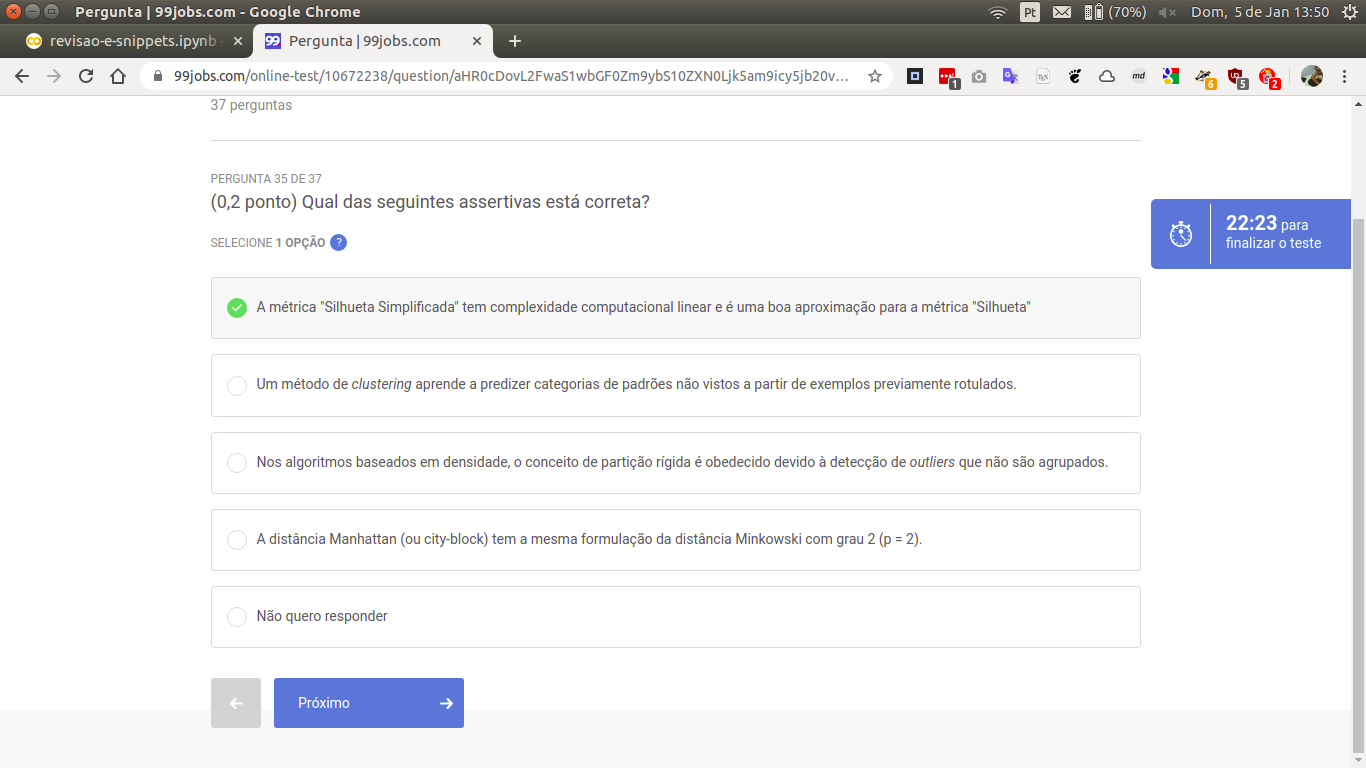 Pergunta | 99jobs.com - Google Chrome
Pt
(70%)
Dom, 5 de Jan 13:50
revisao-e-snippets.ipynb
Pergunta | 99jobs.com
99jobs.com/online-test/10672238/question/aHR0cDovL2FwaS1wbGF0Zm9ybS10ZXN0Ljk5am9icy5jb20v...
1
md
6
5
2
37 perguntas
PERGUNTA 35 DE 37
(0,2 ponto) Qual das seguintes assertivas está correta?
22:23 para
finalizar o teste
SELECIONE 1 OPÇÃO ?
A métrica "Silhueta Simplificada" tem complexidade computacional linear e é uma boa aproximação para a métrica "Silhueta"
Um método de clustering aprende a predizer categorias de padrões não vistos a partir de exemplos previamente rotulados.
Nos algoritmos baseados em densidade, o conceito de partição rígida é obedecido devido à detecção de outliers que não são agrupados.
A distância Manhattan (ou city-block) tem a mesma formulação da distância Minkowski com grau 2 (p = 2).
Não quero responder
Próximo